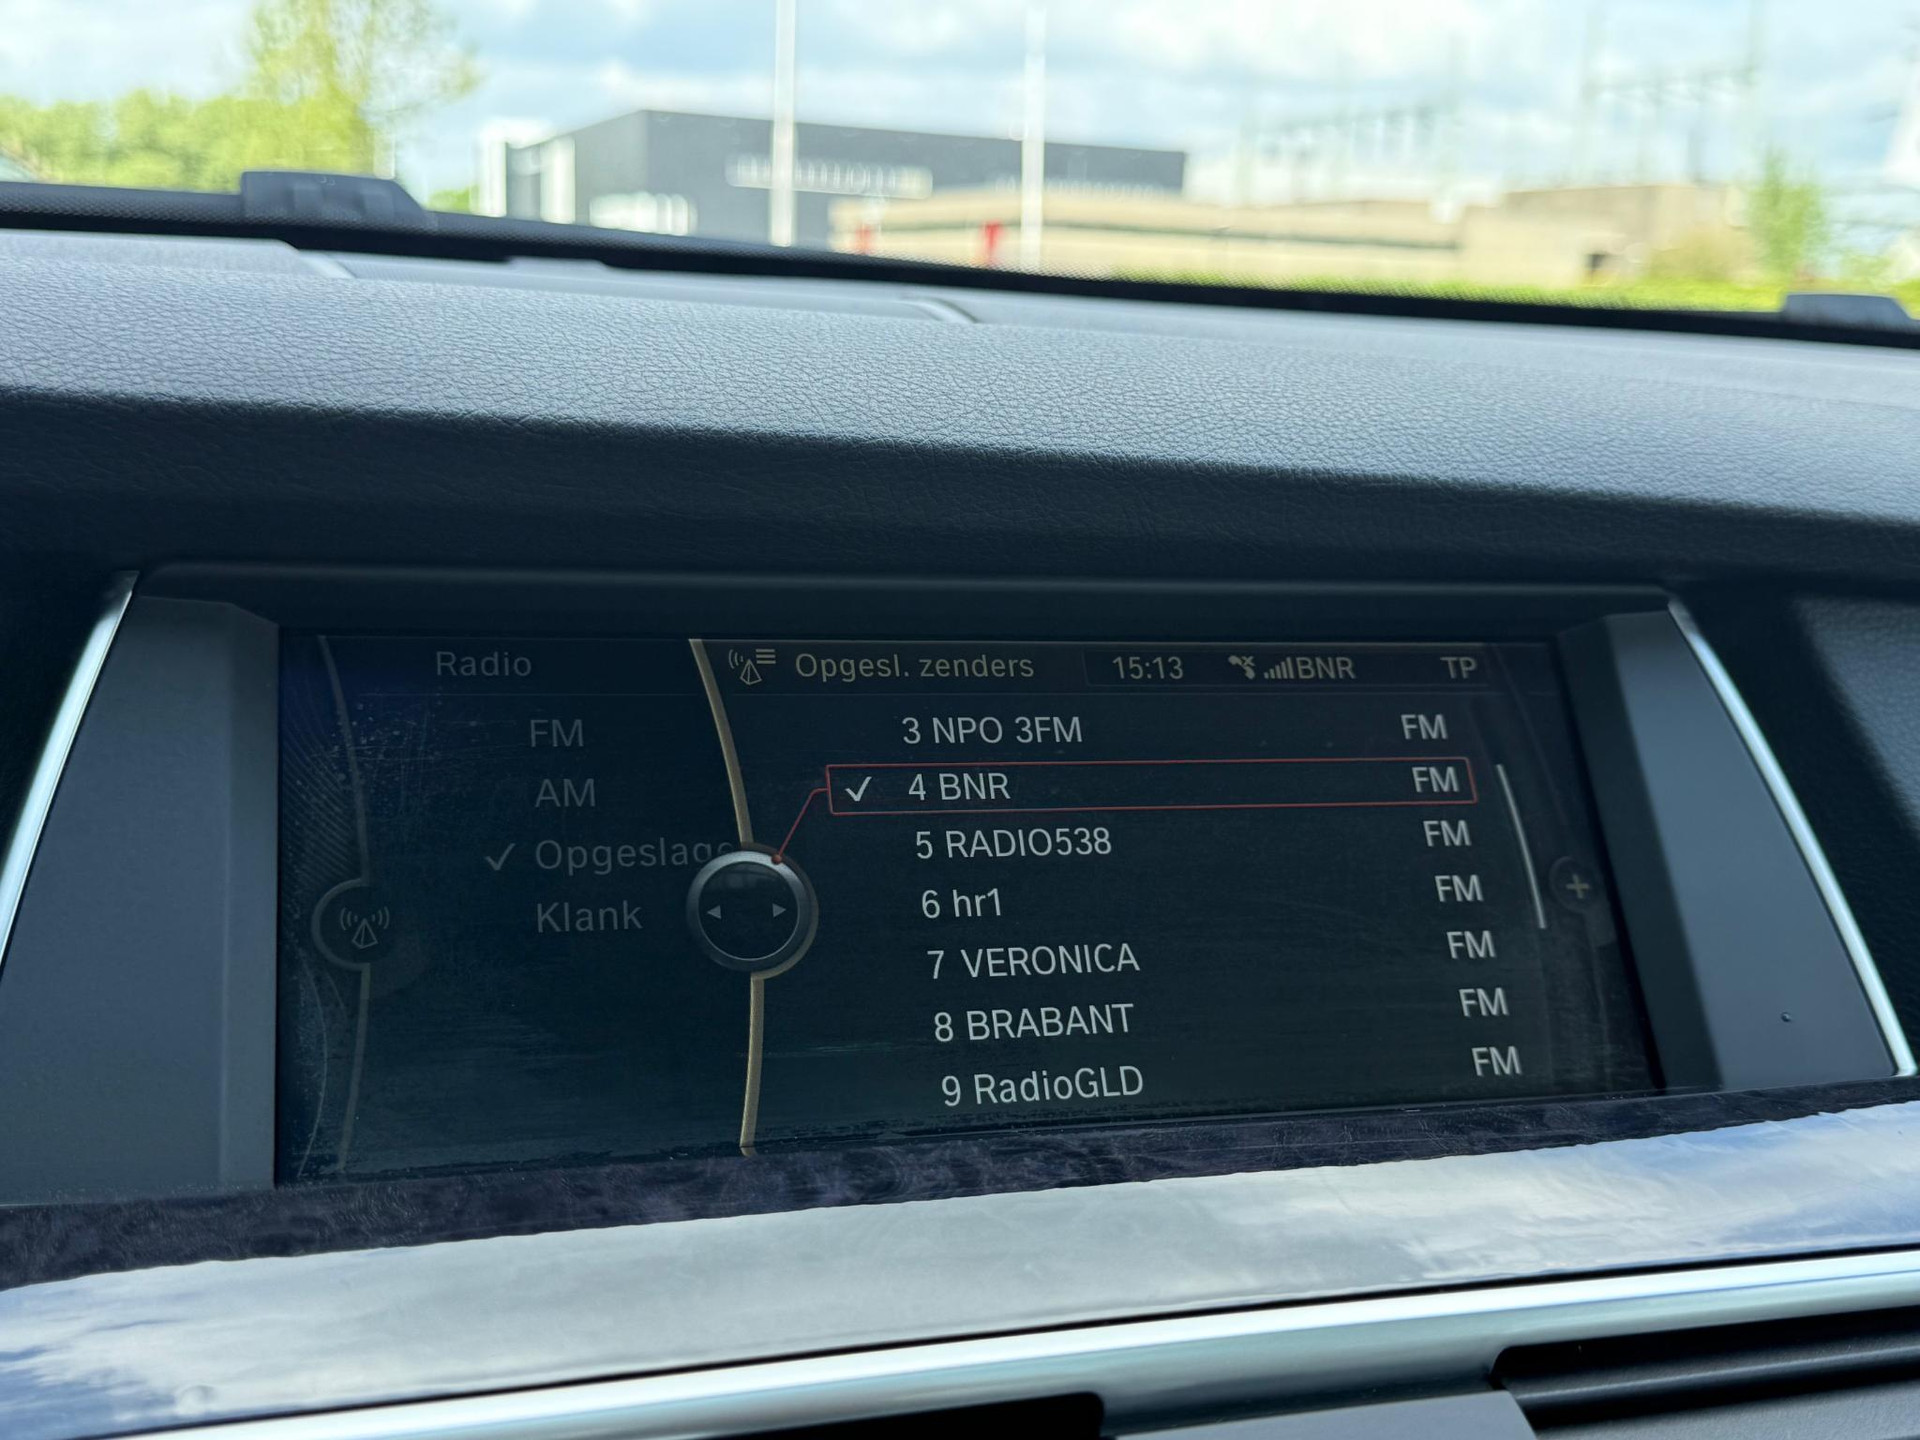 Radio
FM
AM
Opgeslage
Klank
Opgesl. zenders 15:13 BNR TP
3 NPO 3FM FM
4 BNR FM
5 RADIO538 FM
6 hr1 FM
7 VERONICA FM
8 BRABANT FM
9 RadioGLD FM